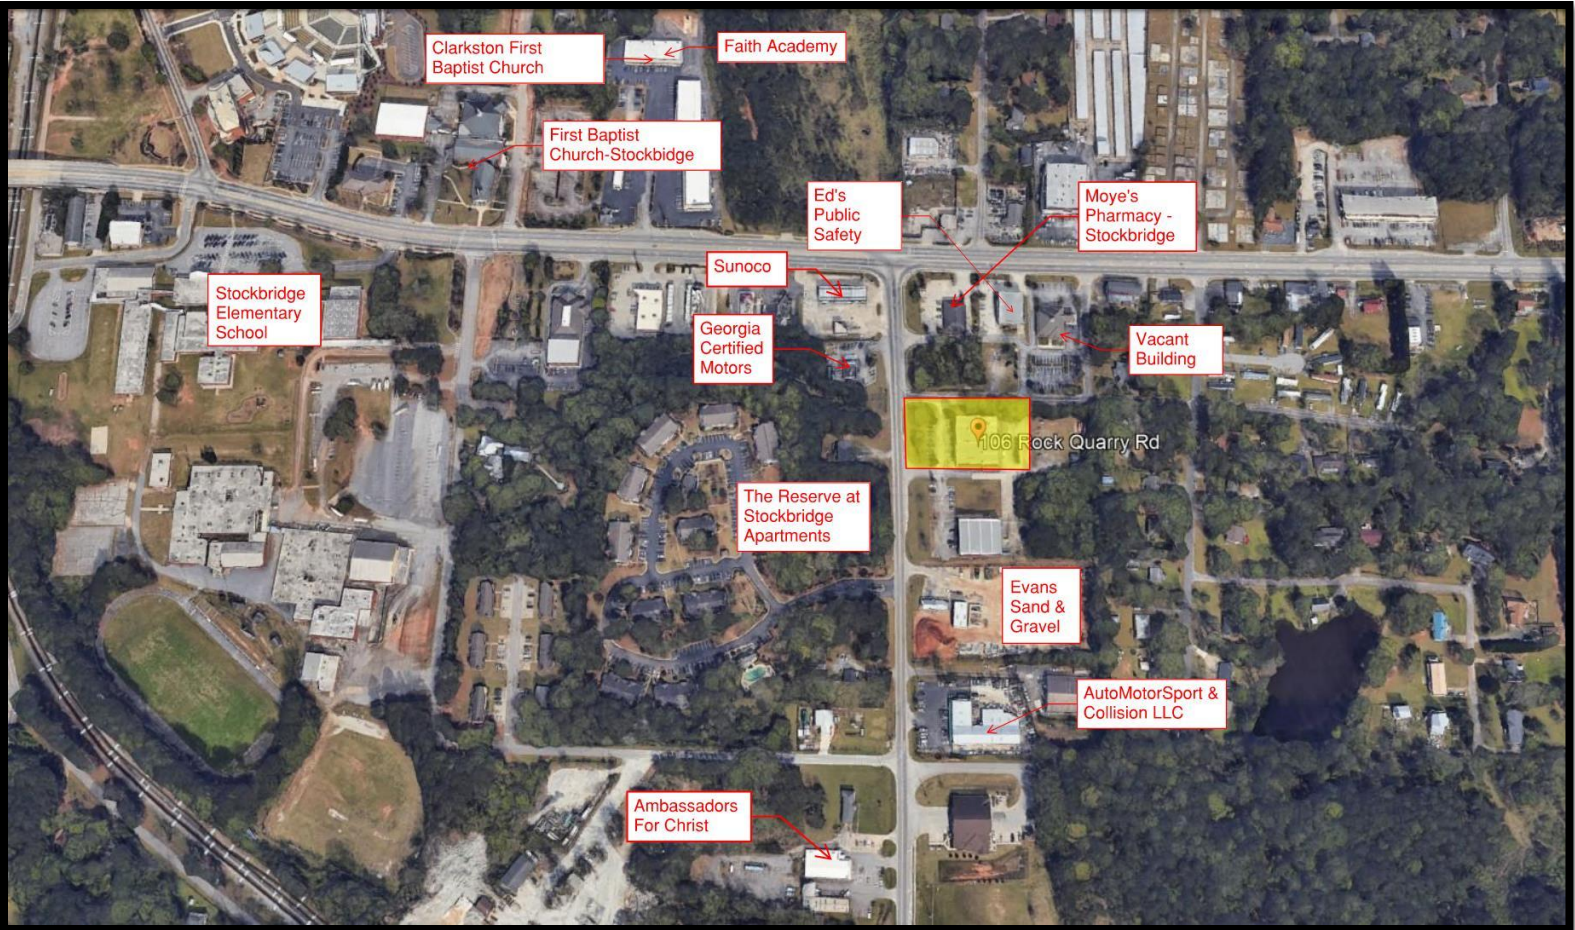 Clarkston First
Baptist Church
Faith Academy
First Baptist
Church-Stockbidge
Ed's
Public
Safety
Moye's
Pharmacy -
Stockbridge
Sunoco
Stockbridge
Elementary
School
Georgia
Certified
Motors
Vacant
Building
106 Rock Quarry Rd
The Reserve at
Stockbridge
Apartments
Evans
Sand &
Gravel
AutoMotorSport &
Collision LLC
Ambassadors
For Christ